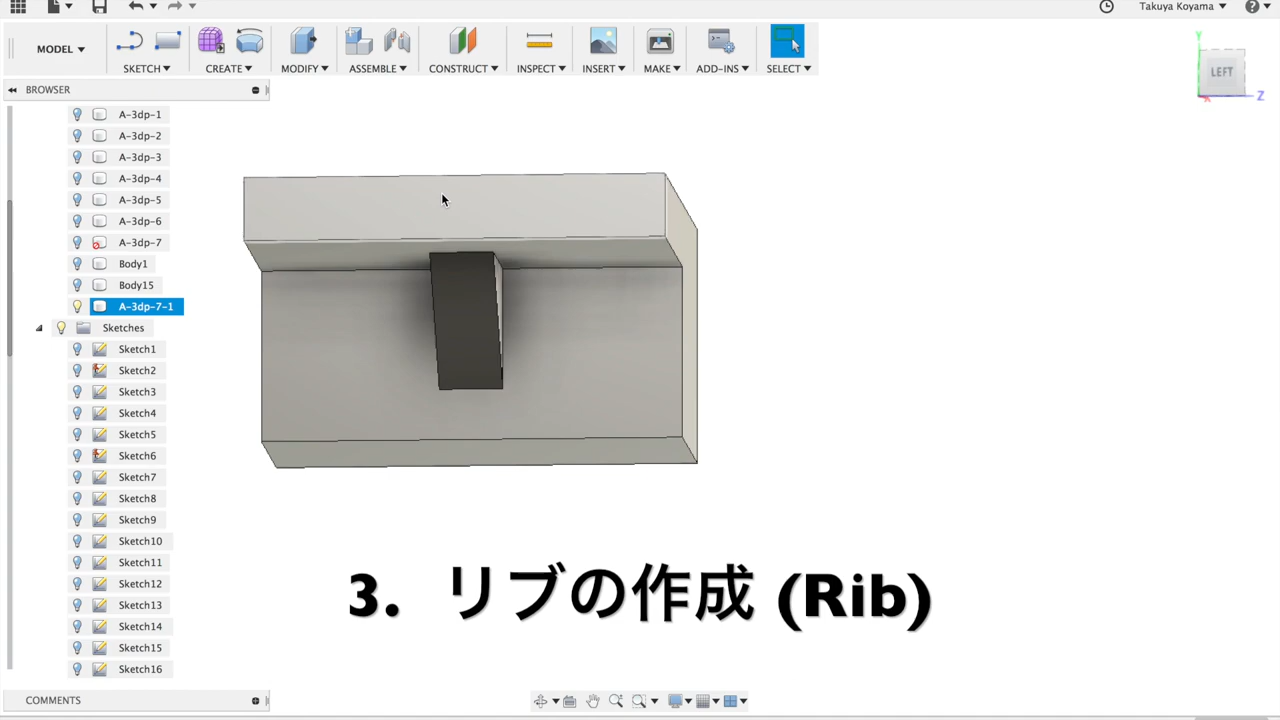 Takuya Koyama
MODEL
SKETCH
CREATE
MODIFY
ASSEMBLE
CONSTRUCT
INSPECT
INSERT
MAKE
ADD-INS
SELECT
Y
LEFT
Z
X
BROWSER
A-3dp-1
A-3dp-2
A-3dp-3
A-3dp-4
A-3dp-5
A-3dp-6
A-3dp-7
Body1
Body15
A-3dp-7-1
Sketches
Sketch1
Sketch2
Sketch3
Sketch4
Sketch5
Sketch6
Sketch7
Sketch8
Sketch9
Sketch10
Sketch11
Sketch12
Sketch13
Sketch14
Sketch15
Sketch16
3. リブの作成 (Rib)
COMMENTS